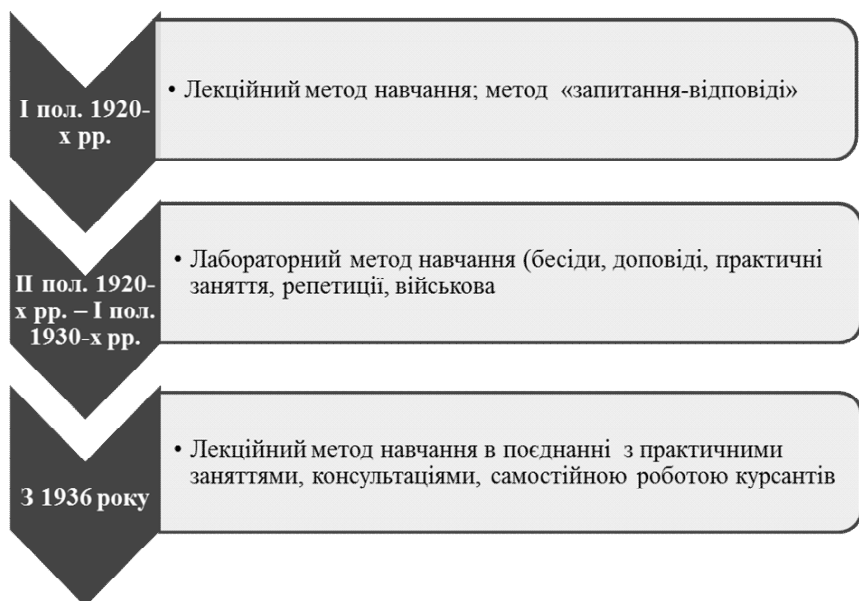 І пол. 1920-
х рр.
• Лекційний метод навчання; метод «запитання-відповіді»
ІІ пол. 1920-
х рр. – І пол.
1930-х рр.
• Лабораторний метод навчання (бесіди, доповіді, практичні
заняття, репетиції, військова
З 1936 року
• Лекційний метод навчання в поєднанні з практичними
заняттями, консультаціями, самостійною роботою курсантів